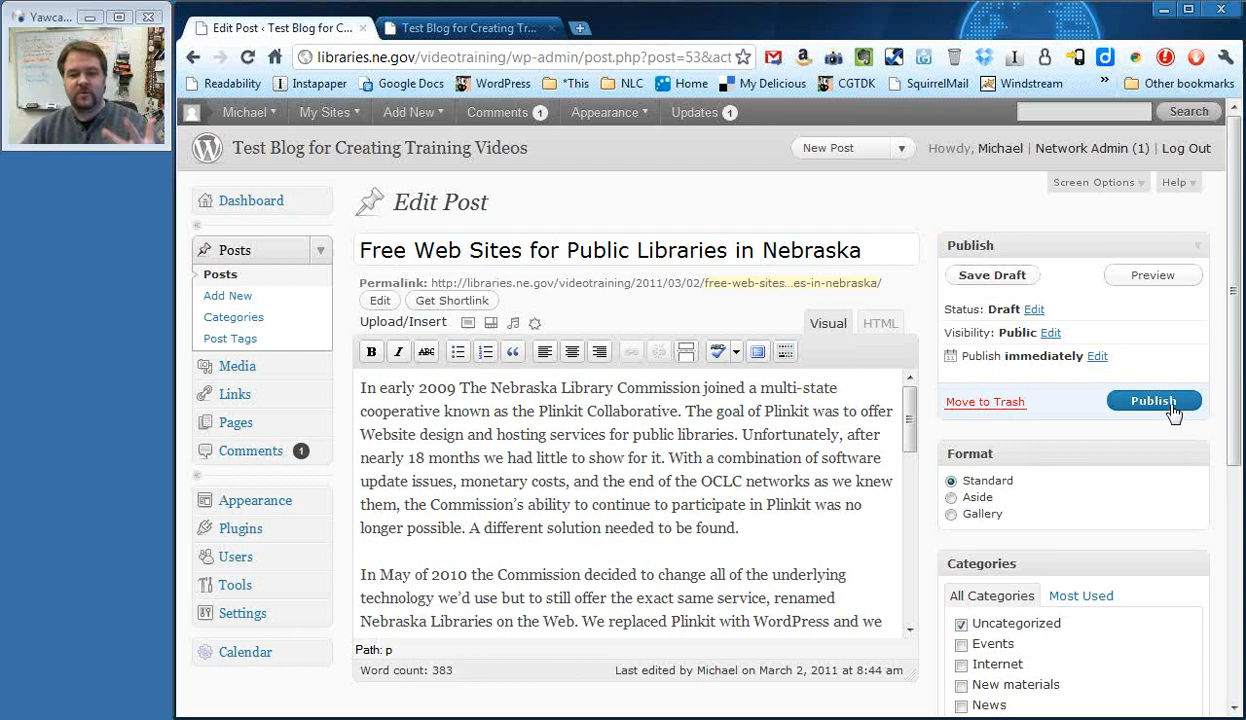 Yawca...
Edit Post ‹ Test Blog for C...
Test Blog for Creating Tr...
libraries.ne.gov/videotraining/wp-admin/post.php?post=53&act
Readability
Instapaper
Google Docs
WordPress
*This
NLC
Home
My Delicious
CGTDK
SquirrelMail
Windstream
Other bookmarks
Michael
My Sites
Add New
Comments 1
Appearance
Updates 1
Search
Test Blog for Creating Training Videos
New Post
Howdy, Michael | Network Admin (1) | Log Out
Screen Options
Help
Dashboard
Posts
Posts
Add New
Categories
Post Tags
Media
Links
Pages
Comments 1
Appearance
Plugins
Users
Tools
Settings
Calendar
Edit Post
Free Web Sites for Public Libraries in Nebraska
Permalink: http://libraries.ne.gov/videotraining/2011/03/02/free-web-sites...es-in-nebraska/
Edit
Get Shortlink
Upload/Insert
Visual
HTML
B I ABC
ABC
In early 2009 The Nebraska Library Commission joined a multi-state
cooperative known as the Plinkit Collaborative. The goal of Plinkit was to offer
Website design and hosting services for public libraries. Unfortunately, after
nearly 18 months we had little to show for it. With a combination of software
update issues, monetary costs, and the end of the OCLC networks as we knew
them, the Commission's ability to continue to participate in Plinkit was no
longer possible. A different solution needed to be found.
In May of 2010 the Commission decided to change all of the underlying
technology we'd use but to still offer the exact same service, renamed
Nebraska Libraries on the Web. We replaced Plinkit with WordPress and we
Path: p
Word count: 383
Last edited by Michael on March 2, 2011 at 8:44 am
Publish
Save Draft
Preview
Status: Draft Edit
Visibility: Public Edit
Publish immediately Edit
Move to Trash
Publish
Format
Standard
Aside
Gallery
Categories
All Categories
Most Used
Uncategorized
Events
Internet
New materials
News